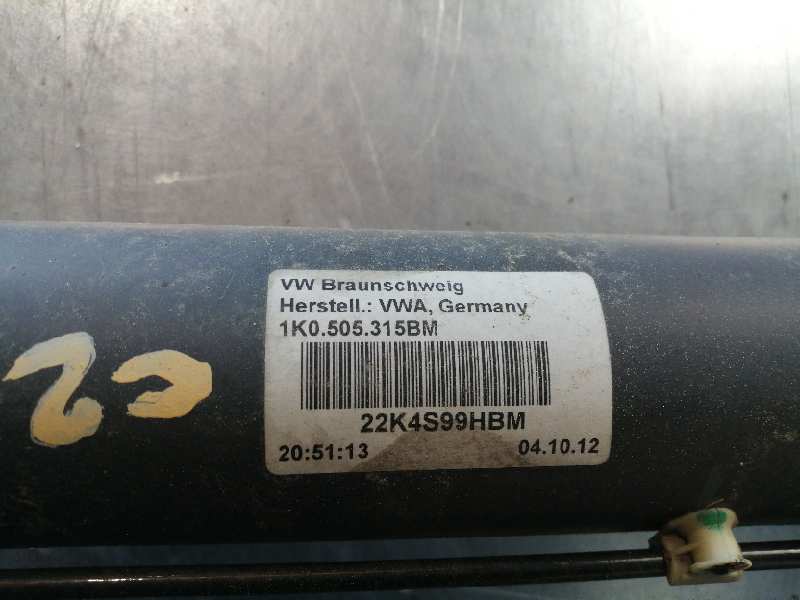 VW Braunschweig
Herstell.: VWA, Germany
1K0.505.315BM
22K4S99HBM
20:51:13 04.10.12